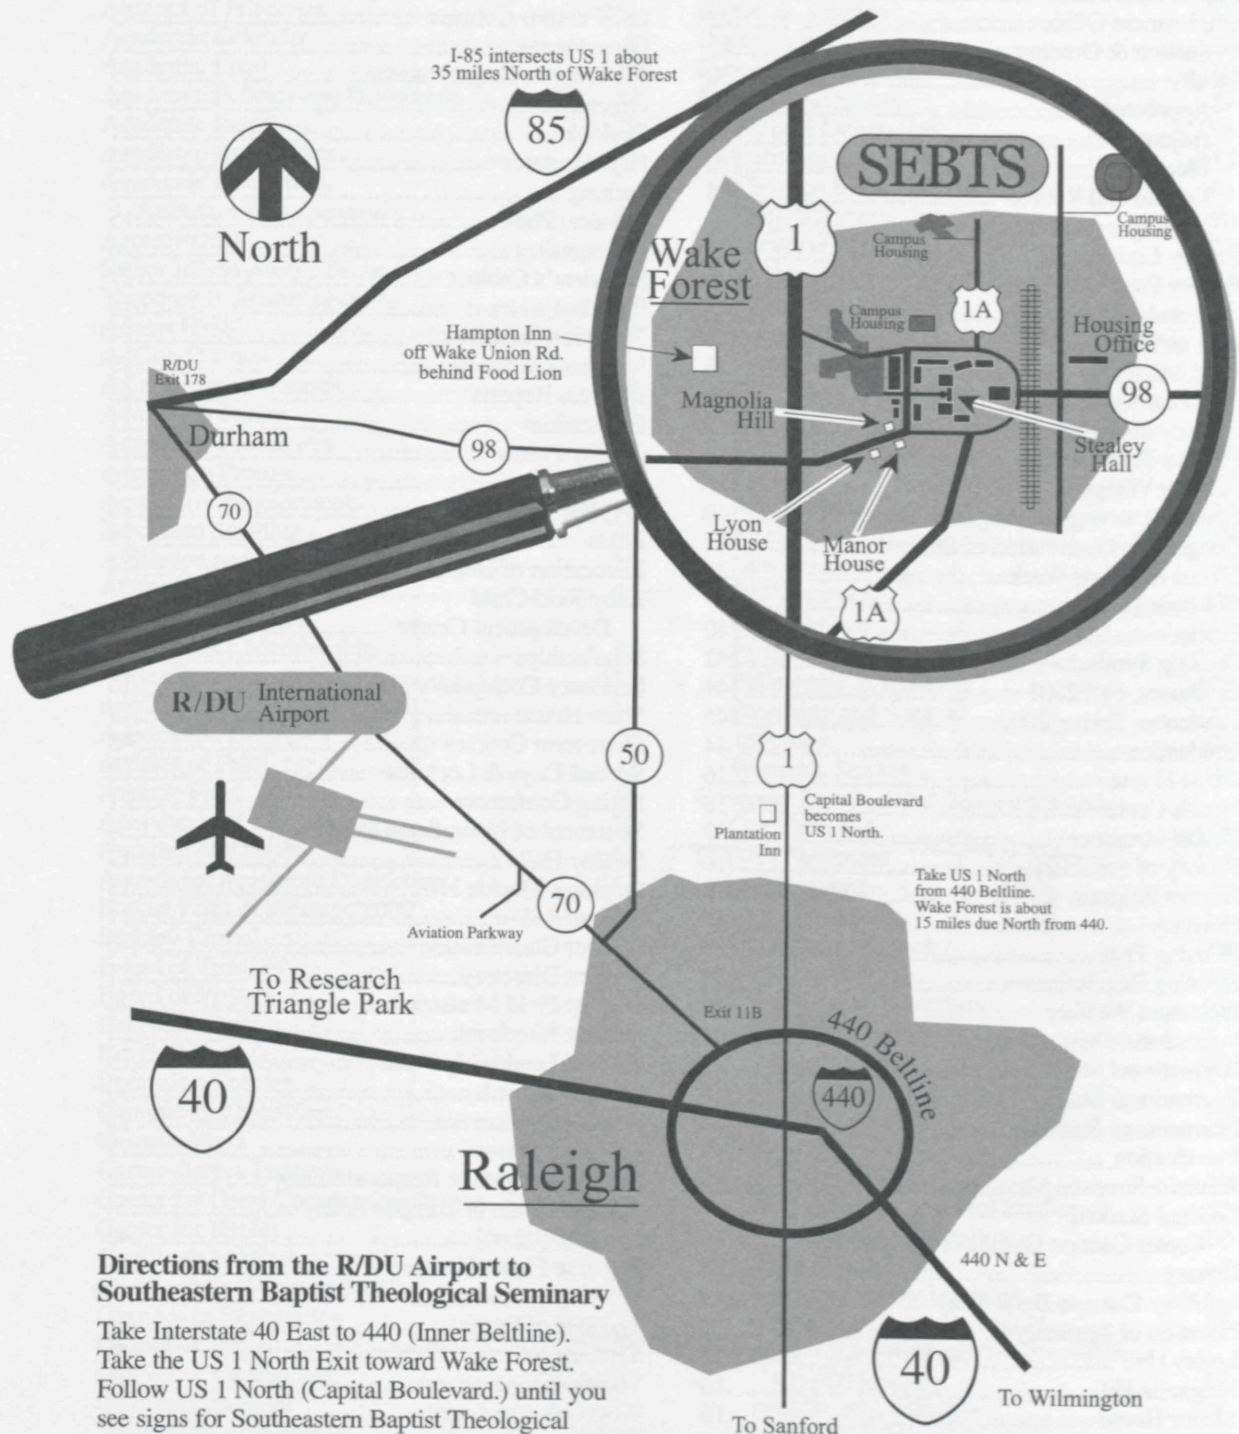 I-85 intersects US 1 about
35 miles North of Wake Forest
85
North
SEBTS
1
Wake
Forest
Campus
Housing
Campus
Housing
1A
Campus
Housing
Housing
Office
Hampton Inn
off Wake Union Rd.
behind Food Lion
R/DU
Exit 178
Durham
98
70
Magnolia
Hill
98
Stealey
Hall
Lyon
House
Manor
House
1A
R/DU International
Airport
50
1
Plantation
Inn
Capital Boulevard
becomes
US 1 North.
Take US 1 North
from 440 Beltline.
Wake Forest is about
15 miles due North from 440.
70
Aviation Parkway
To Research
Triangle Park
Exit 11B
440 Beltline
40
440
Raleigh
440 N & E
Directions from the R/DU Airport to
Southeastern Baptist Theological Seminary
Take Interstate 40 East to 440 (Inner Beltline).
Take the US 1 North Exit toward Wake Forest.
Follow US 1 North (Capital Boulevard.) until you
see signs for Southeastern Baptist Theological
40
To Wilmington
To Sanford